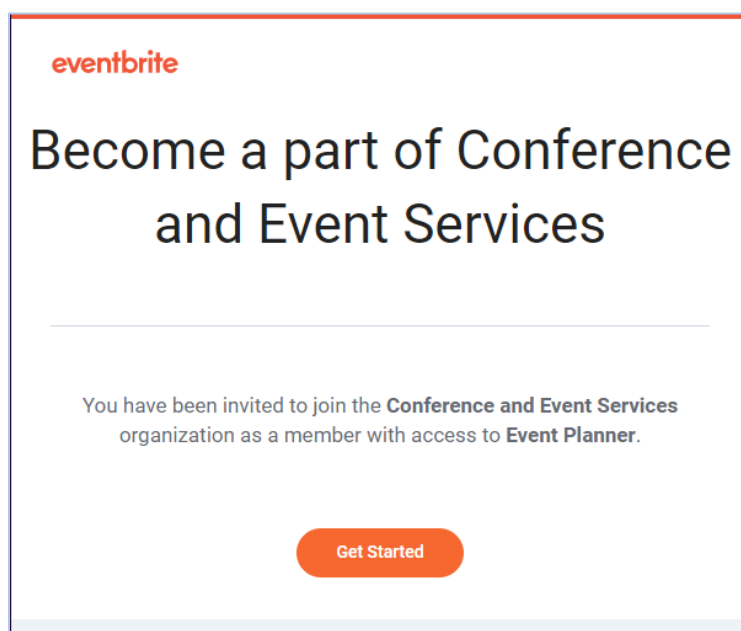 eventbrite
Become a part of Conference
and Event Services
You have been invited to join the Conference and Event Services
organization as a member with access to Event Planner.
Get Started